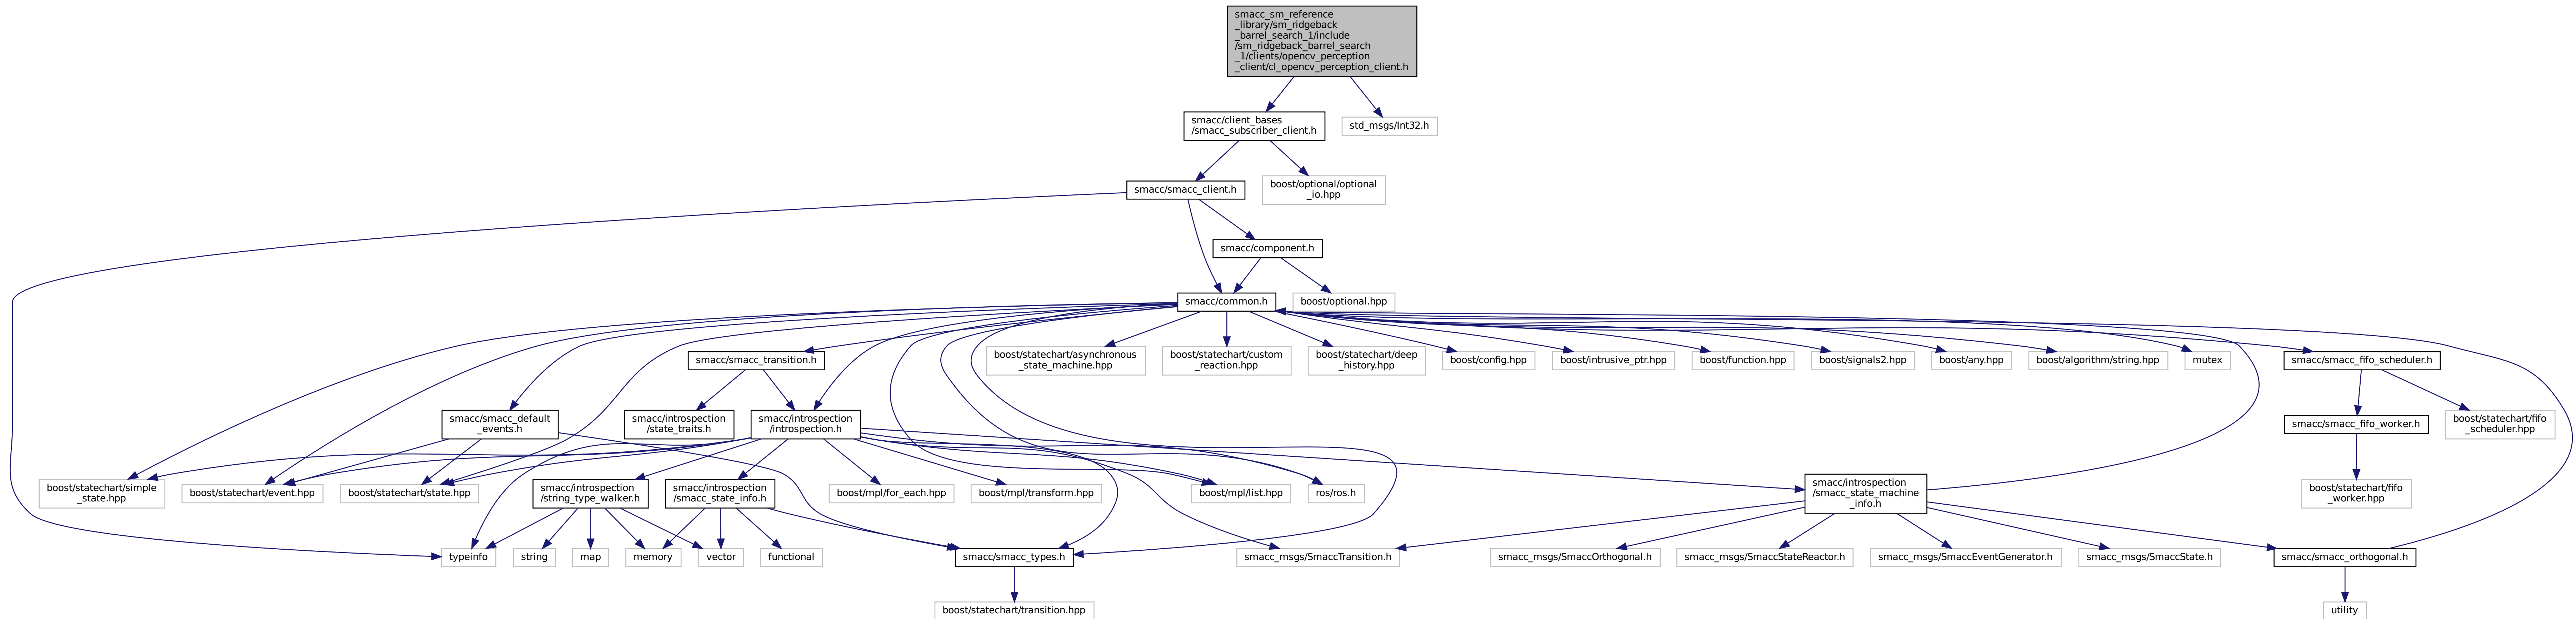 smacc_sm_reference
_library/sm_ridgeback
_barrel_search_1/include
/sm_ridgeback_barrel_search
_1/clients/opencv_perception
_client/cl_opencv_perception_client.h
smacc/client_bases
/smacc_subscriber_client.h
std_msgs/Int32.h
smacc/smacc_client.h
boost/optional/optional
_io.hpp
smacc/component.h
smacc/common.h
boost/optional.hpp
smacc/smacc_transition.h
boost/statechart/asynchronous
_state_machine.hpp
boost/statechart/custom
_reaction.hpp
boost/statechart/deep
_history.hpp
boost/config.hpp
boost/intrusive_ptr.hpp
boost/function.hpp
boost/signals2.hpp
boost/any.hpp
boost/algorithm/string.hpp
mutex
smacc/smacc_fifo_scheduler.h
smacc/smacc_default
_events.h
smacc/introspection
/state_traits.h
smacc/introspection
/introspection.h
smacc/smacc_fifo_worker.h
boost/statechart/fifo
_scheduler.hpp
boost/statechart/simple
_state.hpp
boost/statechart/event.hpp
boost/statechart/state.hpp
smacc/introspection
/string_type_walker.h
smacc/introspection
/smacc_state_info.h
boost/mpl/for_each.hpp
boost/mpl/transform.hpp
boost/mpl/list.hpp
ros/ros.h
smacc/introspection
/smacc_state_machine
_info.h
boost/statechart/fifo
_worker.hpp
typeinfo
string
map
memory
vector
functional
smacc/smacc_types.h
smacc_msgs/SmaccTransition.h
smacc_msgs/SmaccOrthogonal.h
smacc_msgs/SmaccStateReactor.h
smacc_msgs/SmaccEventGenerator.h
smacc_msgs/SmaccState.h
smacc/smacc_orthogonal.h
boost/statechart/transition.hpp
utility